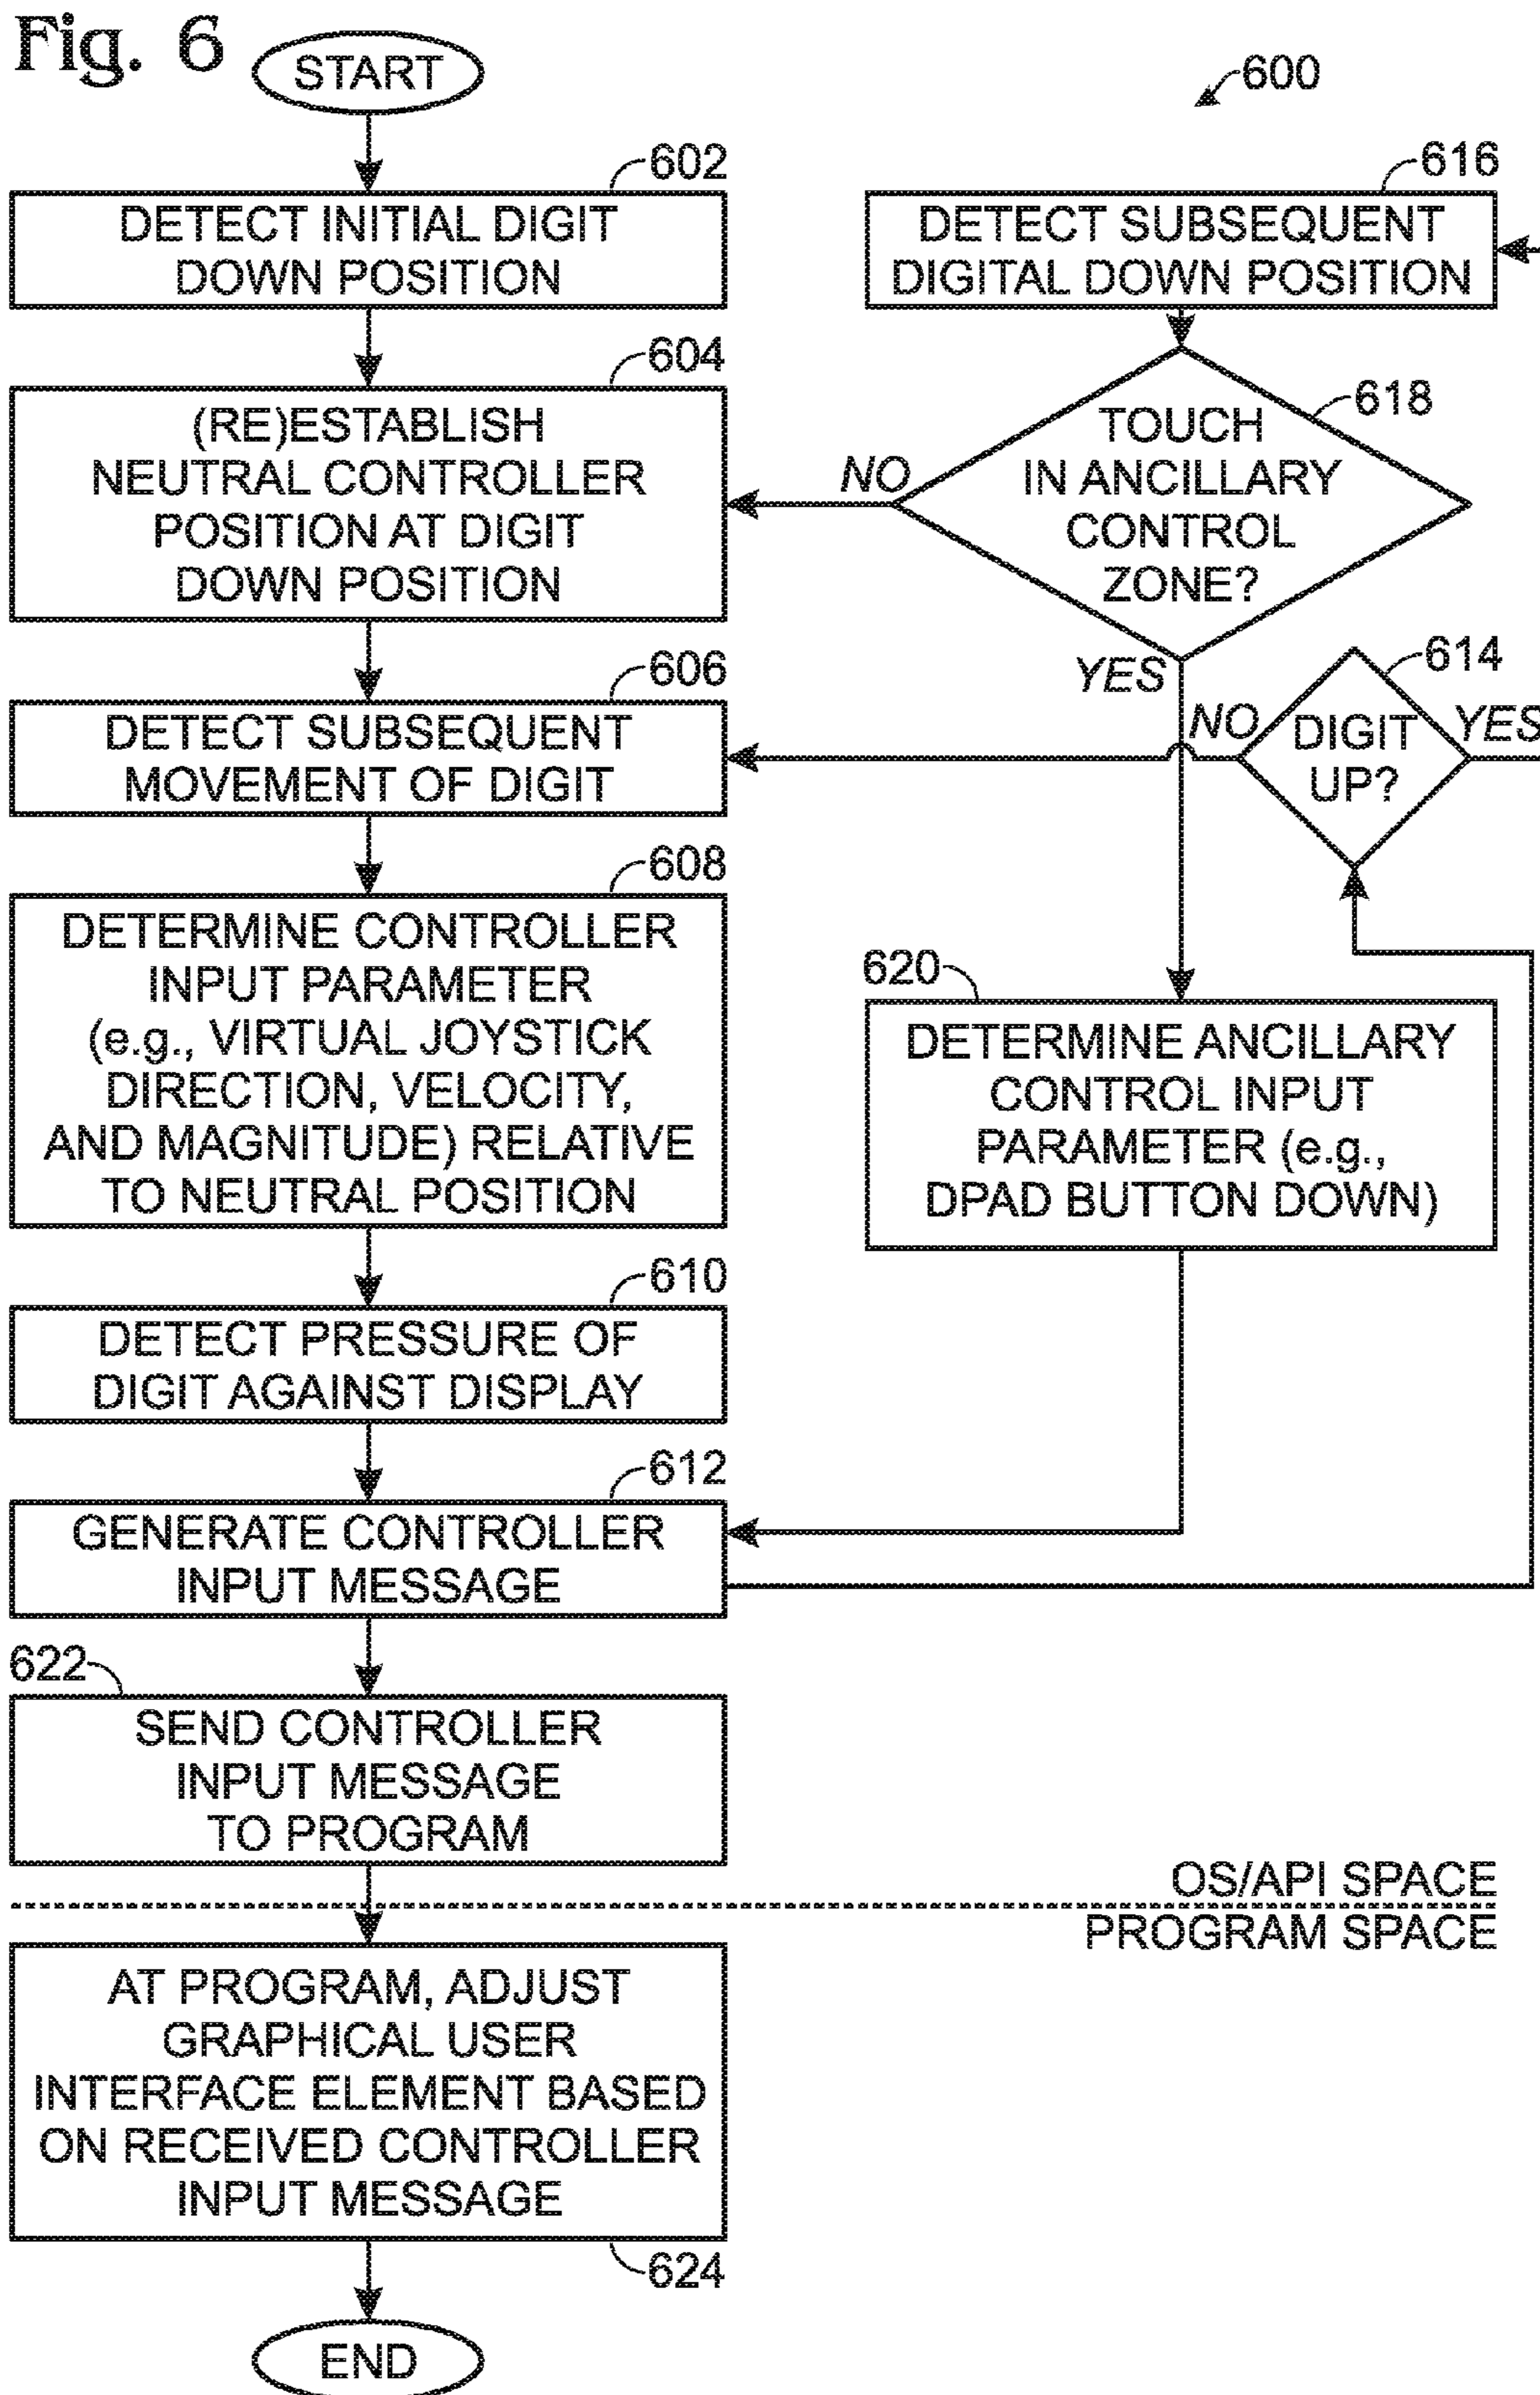 Fig. 6
START
600
602
DETECT INITIAL DIGIT
DOWN POSITION
604
(RE)ESTABLISH
NEUTRAL CONTROLLER
POSITION AT DIGIT
DOWN POSITION
606
DETECT SUBSEQUENT
MOVEMENT OF DIGIT
608
DETERMINE CONTROLLER
INPUT PARAMETER
(e.g., VIRTUAL JOYSTICK
DIRECTION, VELOCITY,
AND MAGNITUDE) RELATIVE
TO NEUTRAL POSITION
610
DETECT PRESSURE OF
DIGIT AGAINST DISPLAY
612
GENERATE CONTROLLER
INPUT MESSAGE
616
DETECT SUBSEQUENT
DIGITAL DOWN POSITION
618
TOUCH
IN ANCILLARY
CONTROL
ZONE?
NO
YES
614
DIGIT
UP?
NO
YES
620
DETERMINE ANCILLARY
CONTROL INPUT
PARAMETER (e.g.,
DPAD BUTTON DOWN)
622
SEND CONTROLLER
INPUT MESSAGE
TO PROGRAM
OS/API SPACE
PROGRAM SPACE
AT PROGRAM, ADJUST
GRAPHICAL USER
INTERFACE ELEMENT BASED
ON RECEIVED CONTROLLER
INPUT MESSAGE
624
END